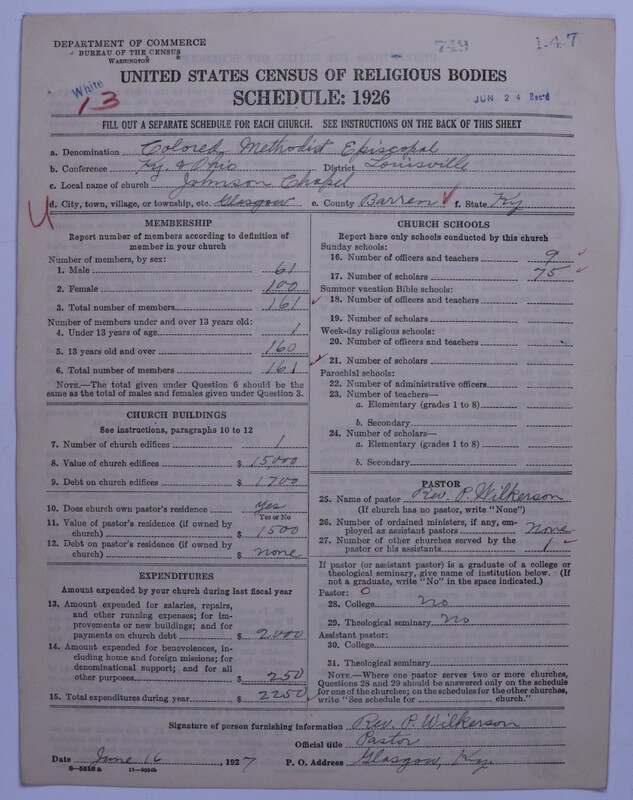 DEPARTMENT OF COMMERCE
BUREAU OF THE CENSUS
WASHINGTON
749
1-47
White
13
JUN 24 Rec'd
UNITED STATES CENSUS OF RELIGIOUS BODIES
SCHEDULE: 1926
FILL OUT A SEPARATE SCHEDULE FOR EACH CHURCH. SEE INSTRUCTIONS ON THE BACK OF THIS SHEET
a. Denomination Colored Methodist Episcopal
b. Conference Ky. & Ohio District Louisville
c. Local name of church Johnson Chapel
U
d. City, town, village, or township, etc. Glasgow e. County Barren f. State. Ky
MEMBERSHIP
Report number of members according to definition of
member in your church
Number of members, by sex:
1. Male 61
2. Female 100
3. Total number of members. 161
Number of members under and over 13 years old:
4. Under 13 years of age 1
5. 13 years old and over 160
6. Total number of members 161
NOTE.—The total given under Question 6 should be
the same as the total of males and females given under Question 3.
CHURCH BUILDINGS
See instructions, paragraphs 10 to 12
7. Number of church edifices 1
8. Value of church edifices $ 15,000
9. Debt on church edifices $ 1700
10. Does church own pastor's residence yes
Yes or No
11. Value of pastor's residence (if owned by
church) $ 1500
12. Debt on pastor's residence (if owned by
church) $ none
EXPENDITURES
Amount expended by your church during last fiscal year
13. Amount expended for salaries, repairs,
and other running expenses; for im-
provements or new buildings; and for
payments on church debt $ 2,000
14. Amount expended for benevolences, in-
cluding home and foreign missions; for
denominational support; and for all
other purposes $ 250
15. Total expenditures during year $ 2250
CHURCH SCHOOLS
Report here only schools conducted by this church
Sunday schools:
16. Number of officers and teachers 9
17. Number of scholars 75
Summer vacation Bible schools:
18. Number of officers and teachers
19. Number of scholars
Week-day religious schools:
20. Number of officers and teachers
21. Number of scholars
Parochial schools:
22. Number of administrative officers
23. Number of teachers—
a. Elementary (grades 1 to 8)
b. Secondary
24. Number of scholars—
a. Elementary (grades 1 to 8)
b. Secondary
PASTOR
25. Name of pastor Rev. P. Wilkerson
(If church has no pastor, write "None")
26. Number of ordained ministers, if any, em-
ployed as assistant pastors none
27. Number of other churches served by the
pastor or his assistants 1
If pastor (or assistant pastor) is a graduate of a college or
theological seminary, give name of institution below. (If
not a graduate, write "No" in the space indicated.)
Pastor: O
28. College no
29. Theological seminary no
Assistant pastor:
30. College
31. Theological seminary
NOTE.—Where one pastor serves two or more churches,
Questions 28 and 29 should be answered only on the schedule
for one of the churches; on the schedules for the other churches,
write "See schedule for church."
Signature of person furnishing information Rev. P. Wilkerson
Official title Pastor
Date June 16, 1927 P. O. Address Glasgow, Ky.
8—5518a 11—9034b